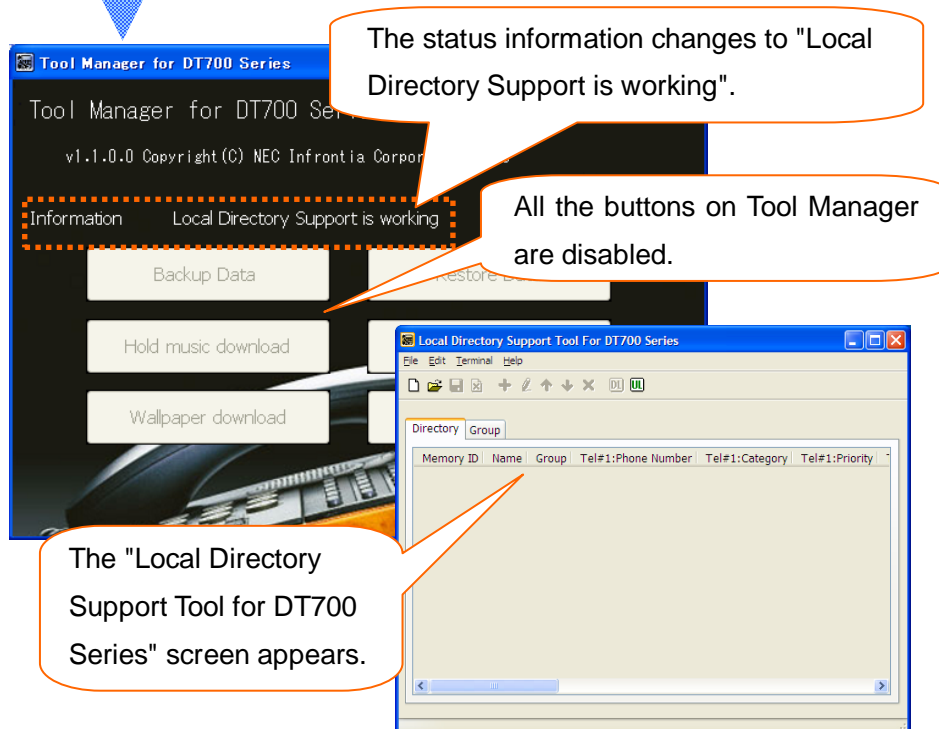 The status information changes to "Local
Directory Support is working".
Tool Manager for DT700 Series
Tool Manager for DT700
v1.1.0.0 Copyright(C) NEC Infrontia
Information Local Directory Support is working
All the buttons on Tool Manager
are disabled.
Backup Data
Hold music download
Wallpaper download
Local Directory Support Tool For DT700 Series
File Edit Terminal Help
DL UL
Directory Group
Memory ID Name Group Tel#1:Phone Number Tel#1:Category Tel#1:Priority
The "Local Directory
Support Tool for DT700
Series" screen appears.